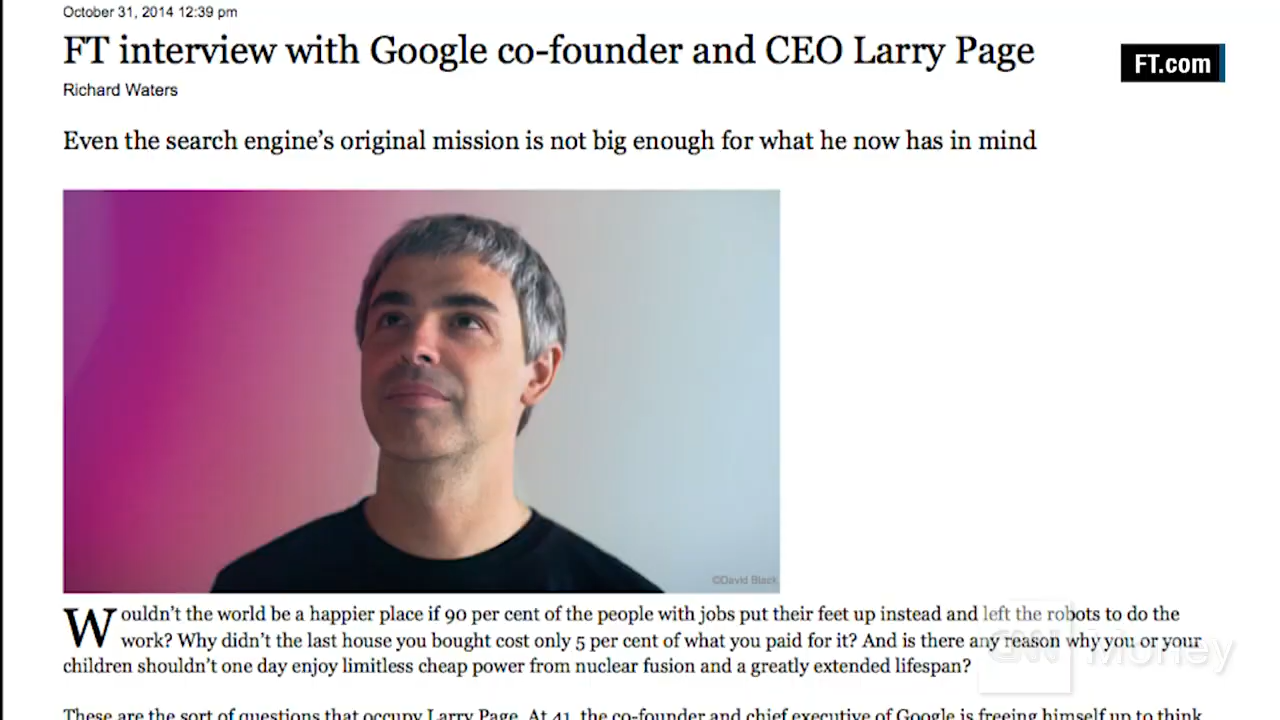 October 31, 2014 12:39 pm
FT interview with Google co-founder and CEO Larry Page
FT.com
Richard Waters
Even the search engine’s original mission is not big enough for what he now has in mind
©David Black
Wouldn’t the world be a happier place if 90 per cent of the people with jobs put their feet up instead and left the robots to do the
work? Why didn’t the last house you bought cost only 5 per cent of what you paid for it? And is there any reason why you or your
children shouldn’t one day enjoy limitless cheap power from nuclear fusion and a greatly extended lifespan?
CNN Money
These are the sort of questions that occupy Larry Page. At 41, the co-founder and chief executive of Google is freeing himself up to think